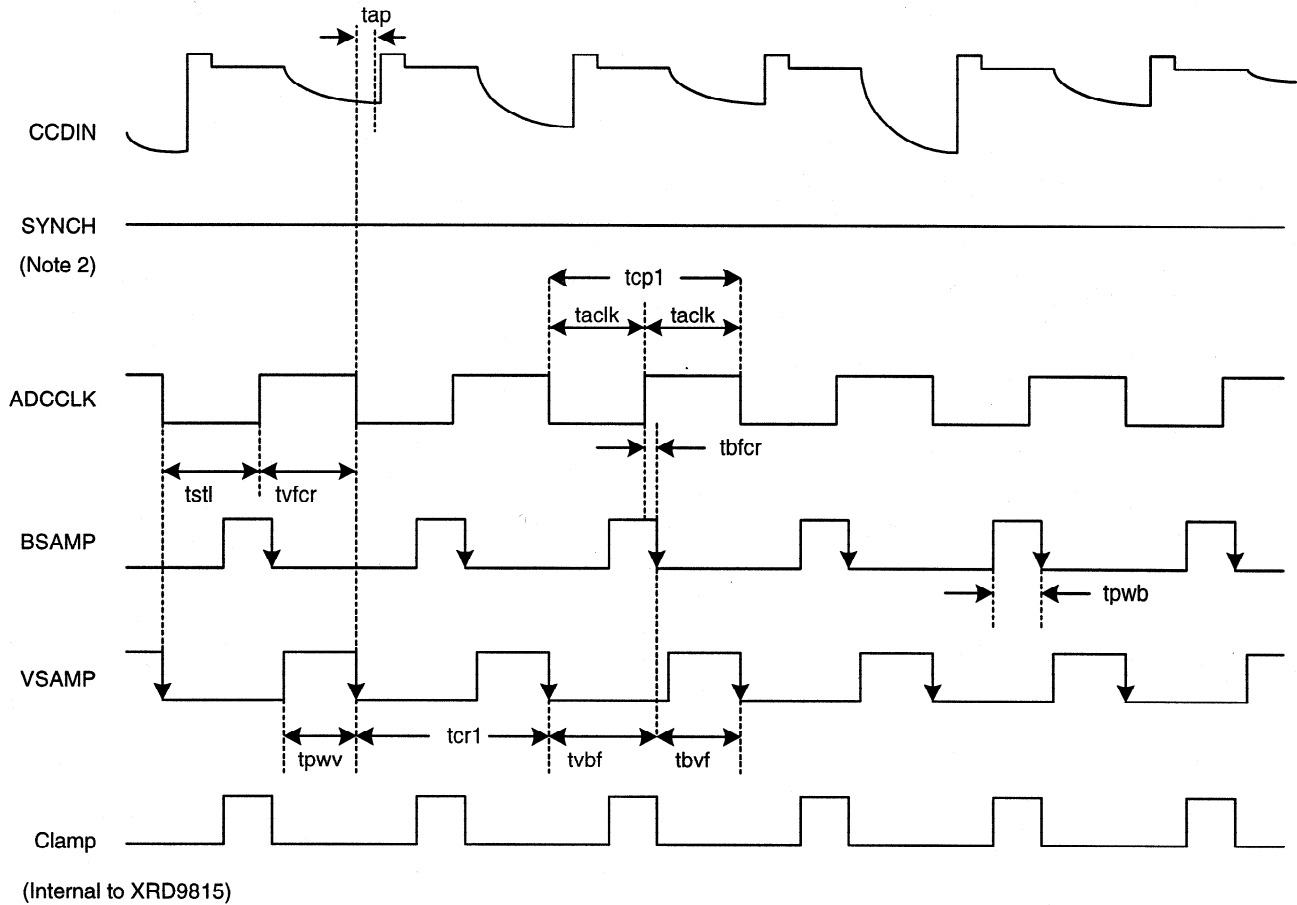 tap
CCDIN
SYNCH
(Note 2)
tcp1
taclk taclk
ADCCLK
tbfcr
tstl tvfcr
BSAMP
tpwb
VSAMP
tpwv tcr1 tvbf tbvf
Clamp
(Internal to XRD9815)